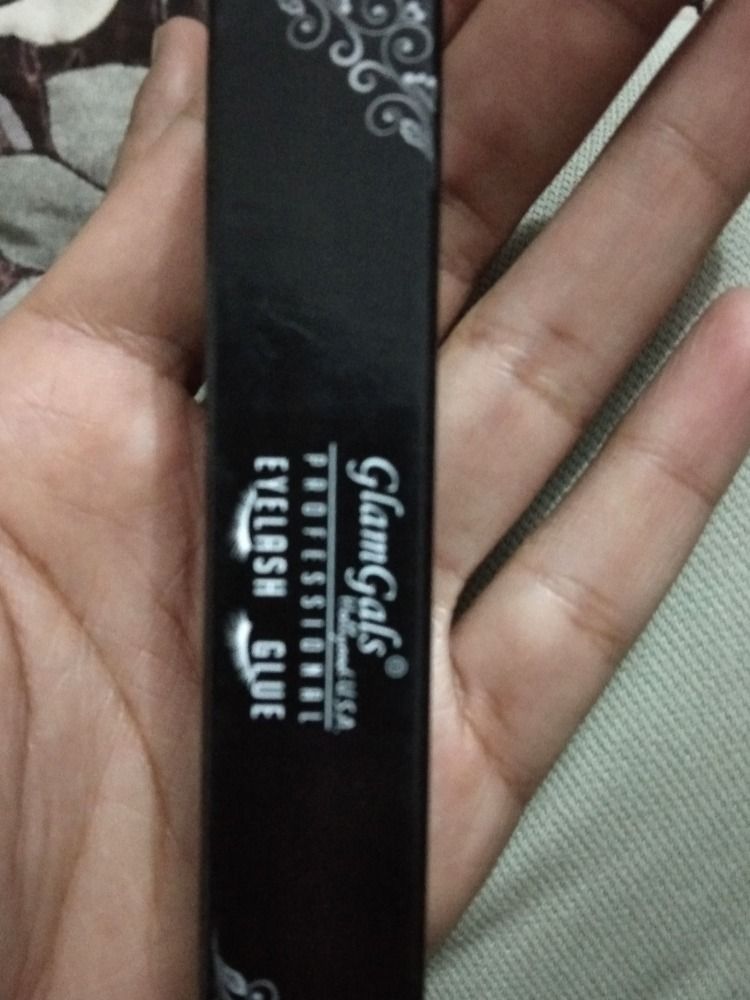 GlamGals®
Hollywood U.S.A.
PROFESSIONAL
EYELASH GLUE